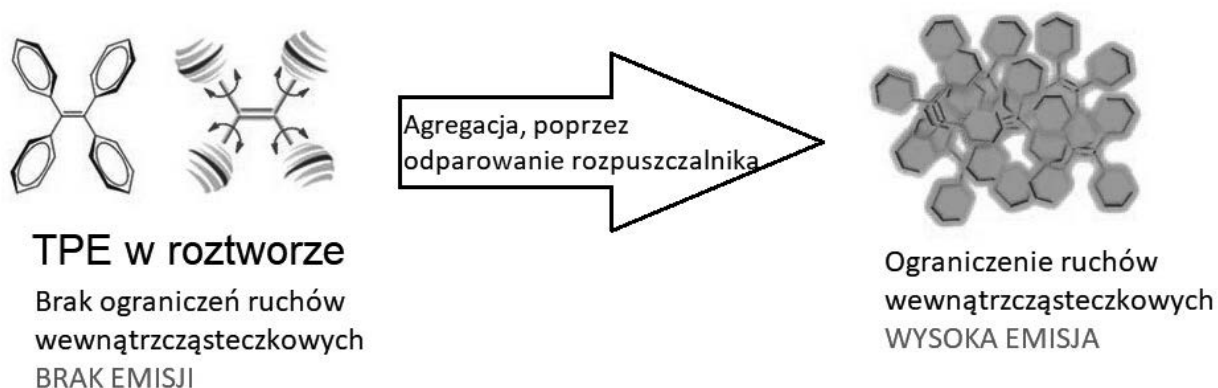 Agregacja, poprzez
odparowanie rozpuszczalnika
TPE w roztworze
Brak ograniczeń ruchów
wewnątrzcząsteczkowych
BRAK EMISJI
Ograniczenie ruchów
wewnątrzcząsteczkowych
WYSOKA EMISJA